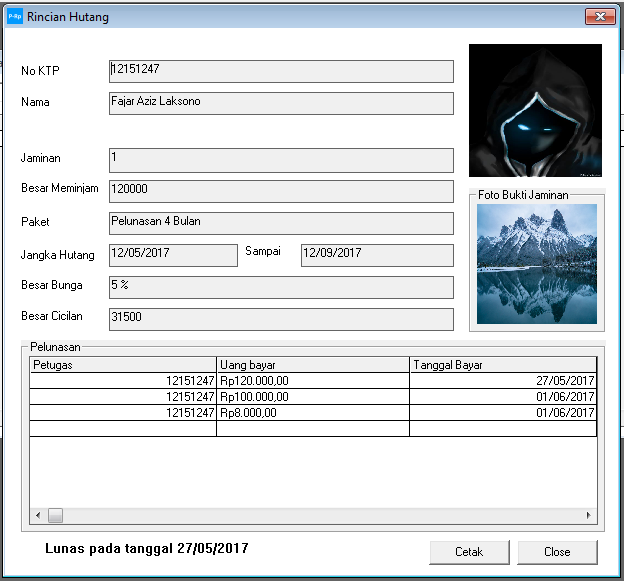 P-Rp Rincian Hutang
No KTP 12151247
Nama Fajar Aziz Laksono
Jaminan 1
Besar Meminjam 120000
Foto Bukti Jaminan
Paket Pelunasan 4 Bulan
Jangka Hutang 12/05/2017 Sampai 12/09/2017
Besar Bunga 5 %
Besar Cicilan 31500
Pelunasan
Petugas Uang bayar Tanggal Bayar
12151247 Rp120.000,00 27/05/2017
12151247 Rp100.000,00 01/06/2017
12151247 Rp8.000,00 01/06/2017
Lunas pada tanggal 27/05/2017 Cetak Close